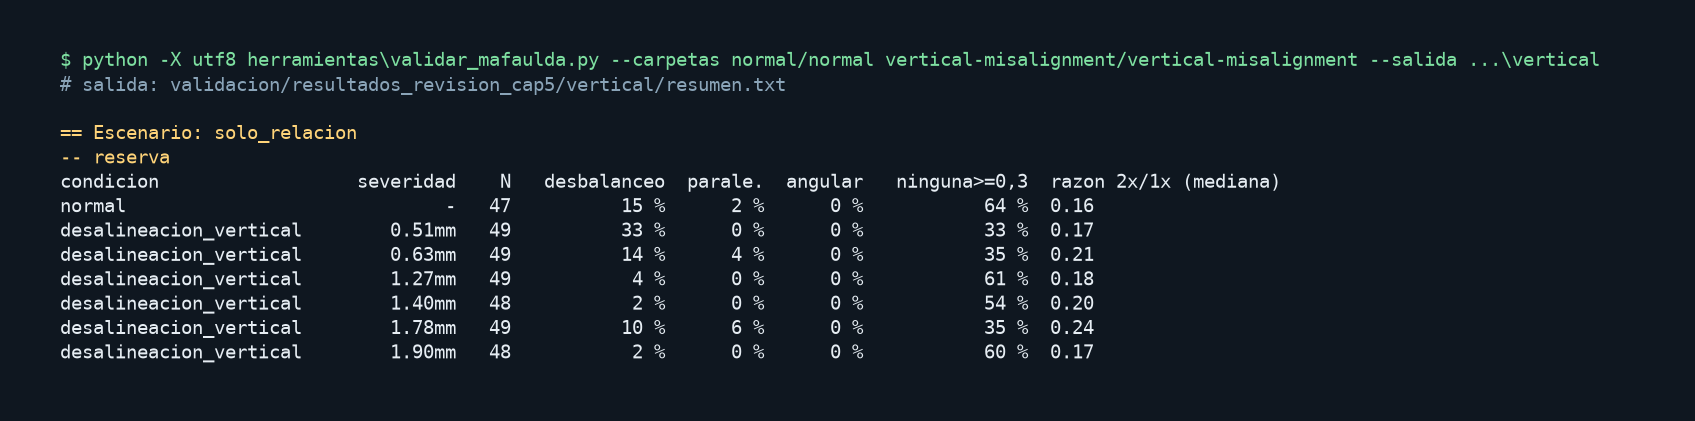 $ python -X utf8 herramientas\validar_mafaulda.py --carpetas normal/normal vertical-misalignment/vertical-misalignment --salida ...\vertical
# salida: validacion/resultados_revision_cap5/vertical/resumen.txt
== Escenario: solo_relacion
-- reserva
condicion severidad N desbalanceo parale. angular ninguna>=0,3 razon 2x/1x (mediana)
normal - 47 15 % 2 % 0 % 64 % 0.16
desalineacion_vertical 0.51mm 49 33 % 0 % 0 % 33 % 0.17
desalineacion_vertical 0.63mm 49 14 % 4 % 0 % 35 % 0.21
desalineacion_vertical 1.27mm 49 4 % 0 % 0 % 61 % 0.18
desalineacion_vertical 1.40mm 48 2 % 0 % 0 % 54 % 0.20
desalineacion_vertical 1.78mm 49 10 % 6 % 0 % 35 % 0.24
desalineacion_vertical 1.90mm 48 2 % 0 % 0 % 60 % 0.17